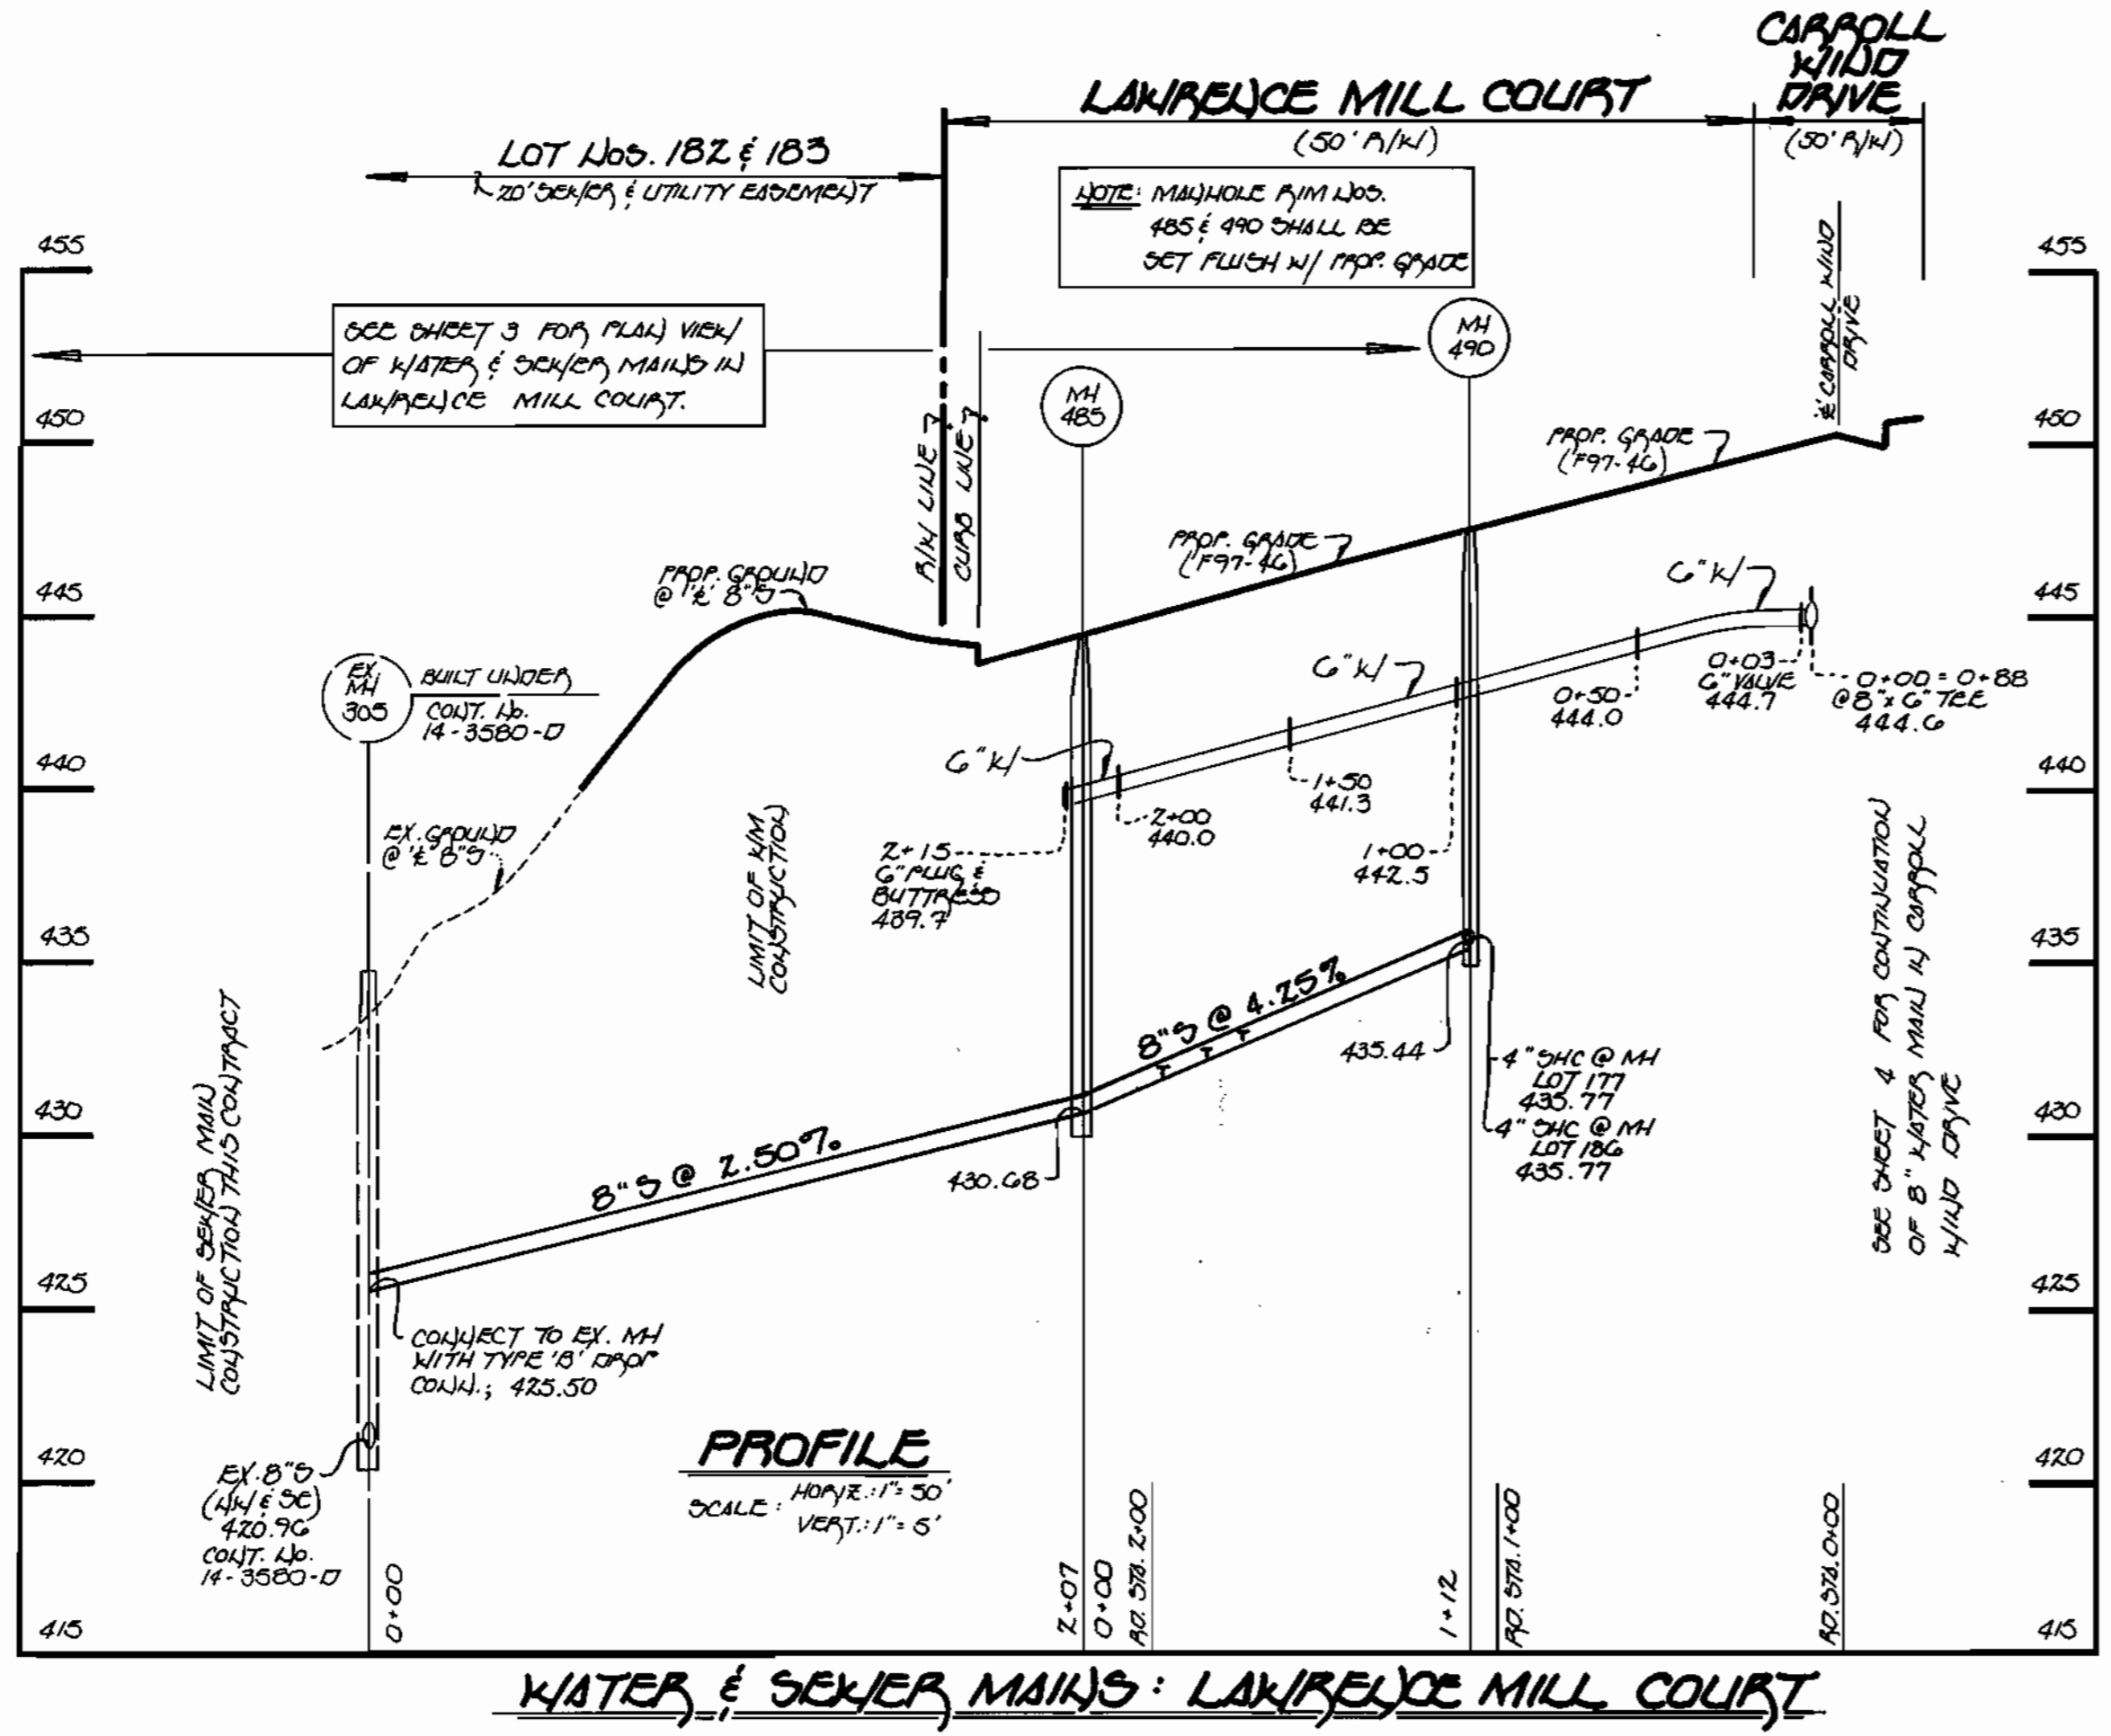 CARROLL
WIND
DRIVE
(50' R/W)
LAWRENCE MILL COURT
(50' R/W)
LOT Nos. 182 & 183
20' SEWER & UTILITY EASEMENT
NOTE: MANHOLE RIM NOS.
485 & 490 SHALL BE
SET FLUSH W/ PROP. GRADE
SEE SHEET 3 FOR PLAN VIEW
OF WATER & SEWER MAINS IN
LAWRENCE MILL COURT.
455
450
445
440
435
430
425
420
415
455
450
445
440
435
430
425
420
415
R/W LINE
CURB LINE
MH
485
MH
490
℄ CARROLL WIND
DRIVE
PROP. GRADE
(F97-46)
PROP. GRADE
(F97-46)
PROP. GROUND
@ ℄ 8"S
EX.
MH
305
BUILT UNDER
CONT. No.
14-3580-D
EX. GROUND
@ ℄ 8"S
6"W
6"W
6"W
0+03
6" VALVE
444.7
0+00 = 0+88
@ 8"x 6" TEE
444.6
0+50
444.0
1+00
442.5
1+50
441.3
2+00
440.0
2+15
6" PLUG &
BUTTRESS
439.7
LIMIT OF WM
CONSTRUCTION
LIMIT OF SEWER MAIN
CONSTRUCTION THIS CONTRACT
8"S @ 2.50%
8"S @ 4.25%
T T T
430.68
435.44
4" SHC @ MH
LOT 177
435.77
4" SHC @ MH
LOT 186
435.77
SEE SHEET 4 FOR CONTINUATION
OF 8" WATER MAIN IN CARROLL
WIND DRIVE
CONNECT TO EX. MH
WITH TYPE 'B' DROP
CONN.; 425.50
EX. 8"S
(NW & SE)
420.96
CONT. No.
14-3580-D
PROFILE
SCALE: HORIZ.: 1"= 50'
VERT.: 1"= 5'
0+00
2+07
0+00
RD. STA. 2+00
1+12
RD. STA. 1+00
RD. STA. 0+00
WATER & SEWER MAINS: LAWRENCE MILL COURT